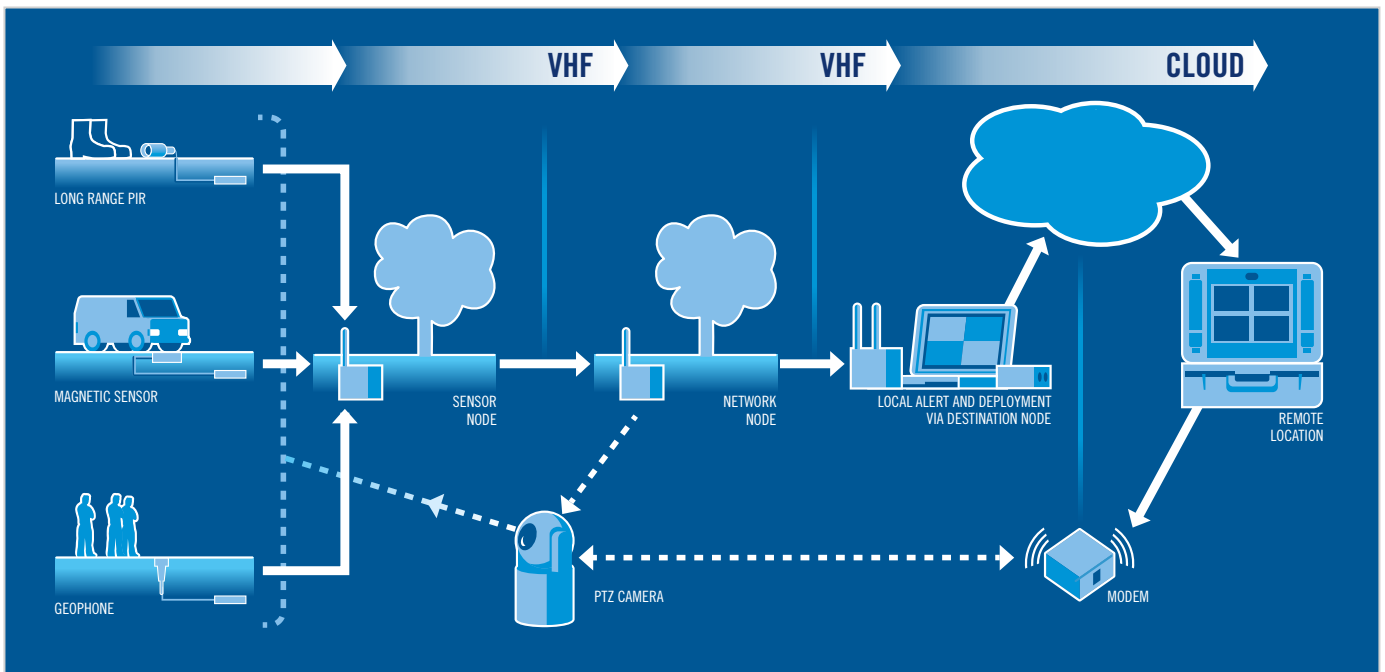 VHF
VHF
CLOUD
LONG RANGE PIR
MAGNETIC SENSOR
SENSOR
NODE
NETWORK
NODE
LOCAL ALERT AND DEPLOYMENT
VIA DESTINATION NODE
REMOTE
LOCATION
GEOPHONE
PTZ CAMERA
MODEM